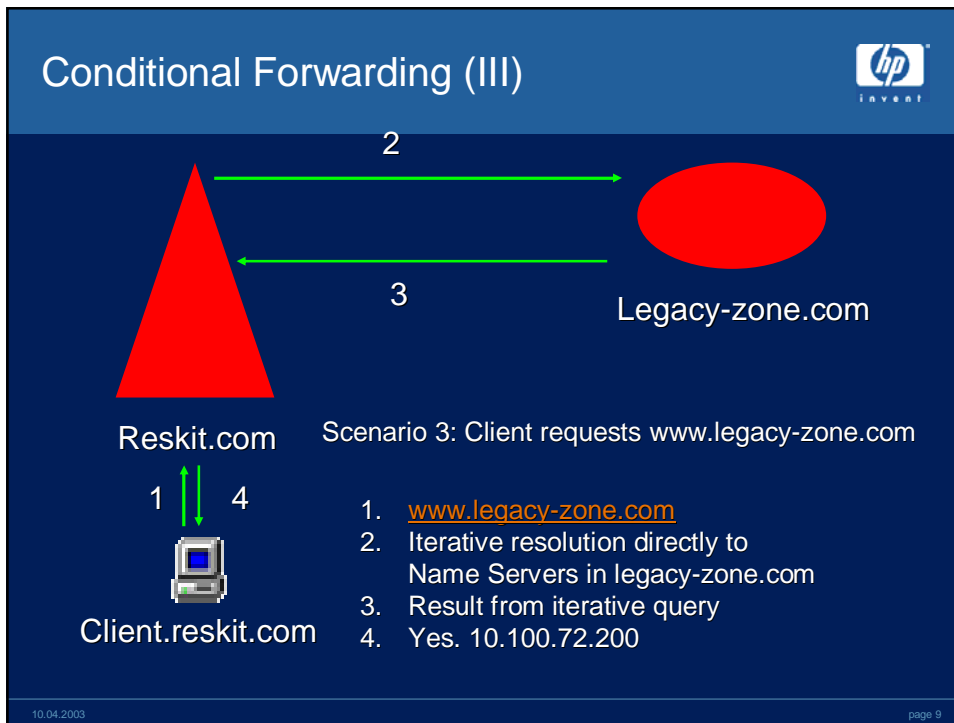 Conditional Forwarding (III)
hp
invent
2
3
Legacy-zone.com
Reskit.com
Scenario 3: Client requests www.legacy-zone.com
1
4
1. www.legacy-zone.com
2. Iterative resolution directly to
Name Servers in legacy-zone.com
3. Result from iterative query
4. Yes. 10.100.72.200
Client.reskit.com
10.04.2003
page 9